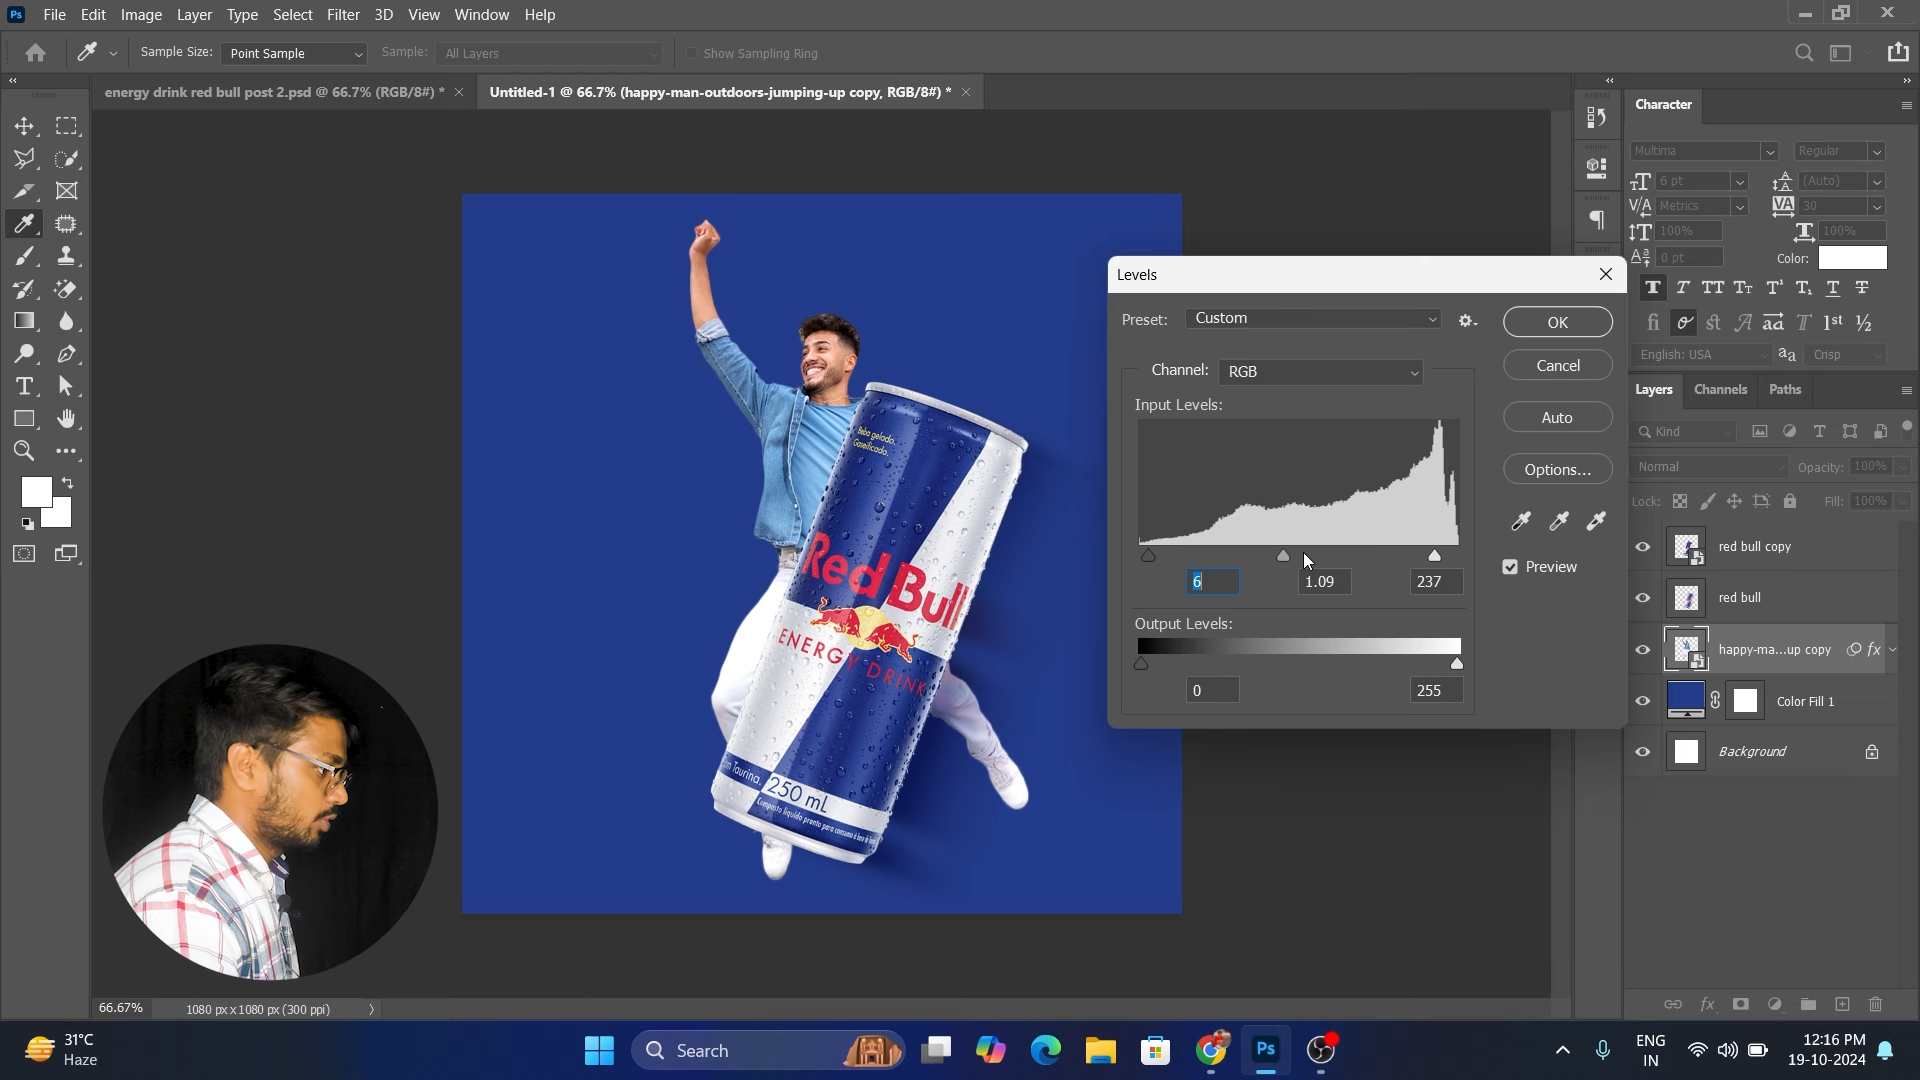 Ps File Edit Image Layer Type Select Filter 3D View Window Help
Sample Size: Point Sample Sample: All Layers Show Sampling Ring
energy drink red bull post 2.psd @ 66.7% (RGB/8#) *
Untitled-1 @ 66.7% (happy-man-outdoors-jumping-up copy, RGB/8#) *
Beba gelado.
Gaseificado.
Red Bull
ENERGY DRINK
250 mL
Levels
Preset: Custom
OK
Channel: RGB
Cancel
Input Levels:
Auto
Options...
6 1.09 237
Preview
Output Levels:
0 255
Character
Multima Regular
6 pt (Auto)
Metrics 30
100% 100%
0 pt Color:
English: USA Crisp
Layers Channels Paths
Kind
Normal Opacity: 100%
Lock: Fill: 100%
red bull copy
red bull
happy-ma...up copy fx
Color Fill 1
Background
66.67% 1080 px x 1080 px (300 ppi)
31°C
Haze
Search
Ps
ENG
IN
12:16 PM
19-10-2024